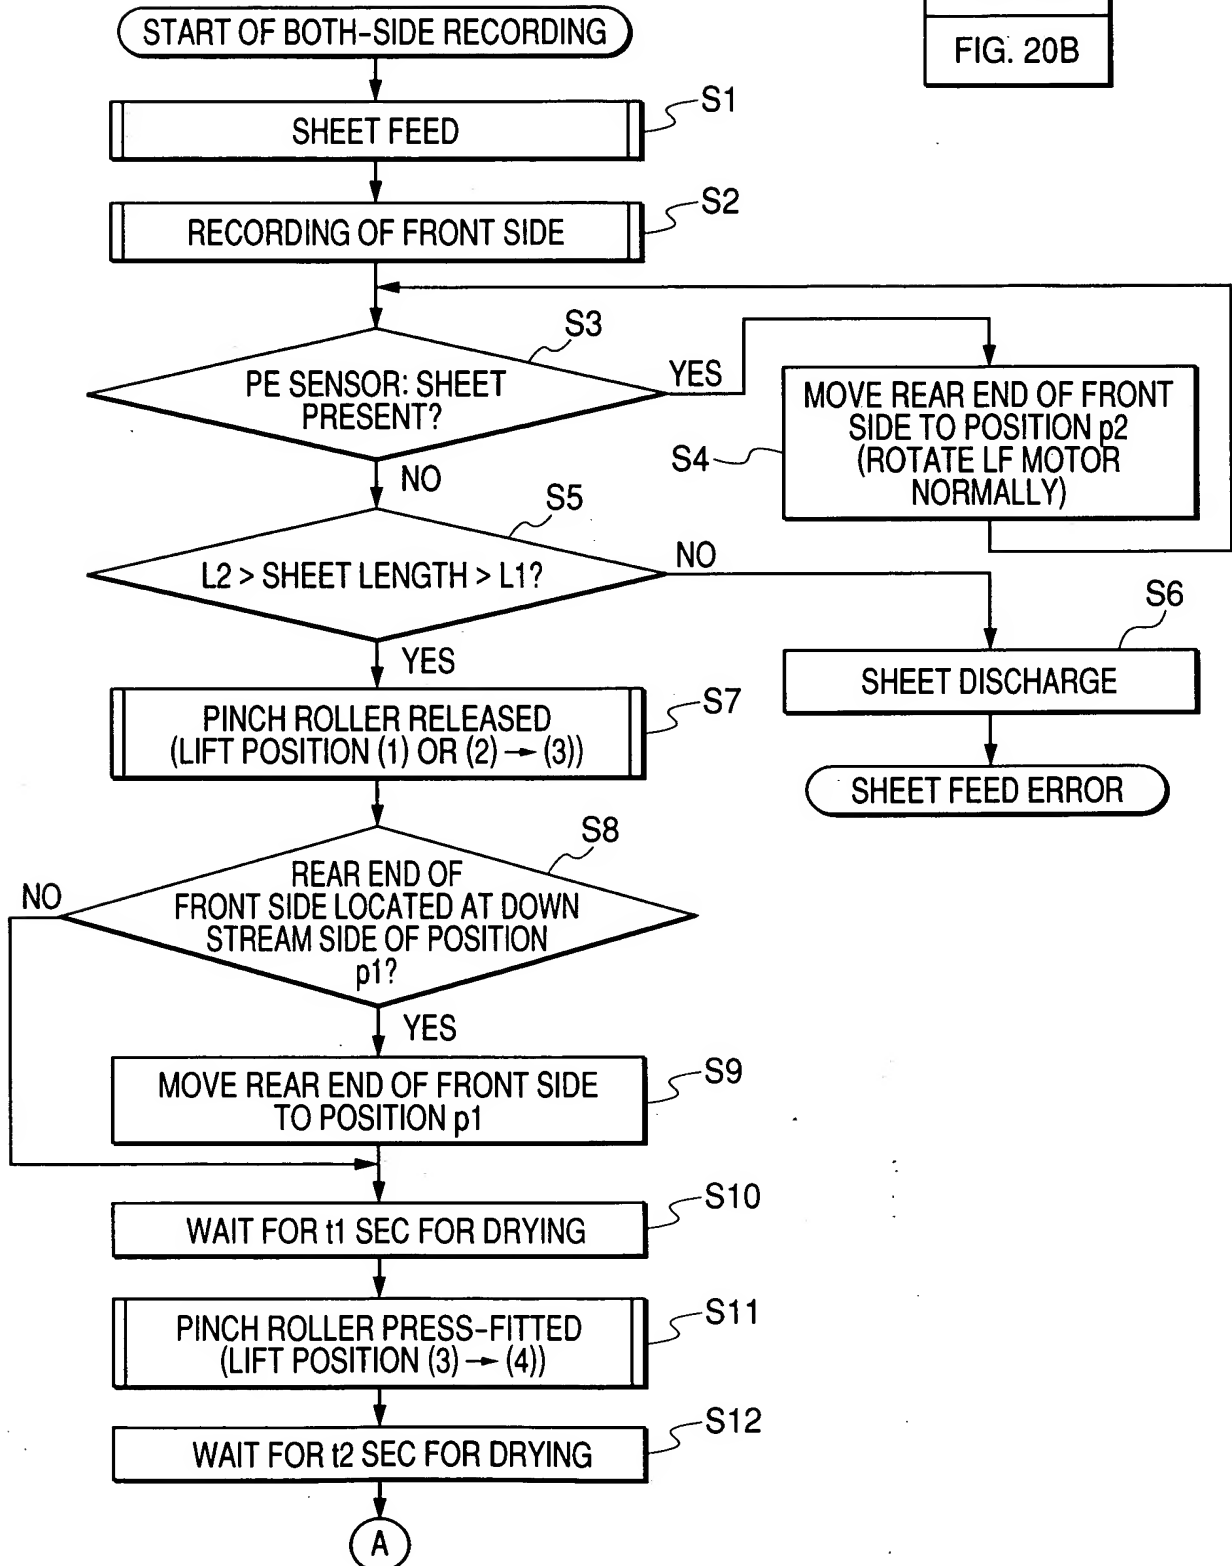 START OF BOTH-SIDE RECORDING
FIG. 20B
S1
SHEET FEED
S2
RECORDING OF FRONT SIDE
S3
PE SENSOR: SHEET
PRESENT?
YES
MOVE REAR END OF FRONT
SIDE TO POSITION p2
(ROTATE LF MOTOR
NORMALLY)
S4
NO
S5
L2 > SHEET LENGTH > L1?
NO
S6
SHEET DISCHARGE
SHEET FEED ERROR
YES
S7
PINCH ROLLER RELEASED
(LIFT POSITION (1) OR (2) → (3))
S8
REAR END OF
FRONT SIDE LOCATED AT DOWN
STREAM SIDE OF POSITION
p1?
NO
YES
S9
MOVE REAR END OF FRONT SIDE
TO POSITION p1
S10
WAIT FOR t1 SEC FOR DRYING
S11
PINCH ROLLER PRESS-FITTED
(LIFT POSITION (3) → (4))
S12
WAIT FOR t2 SEC FOR DRYING
A